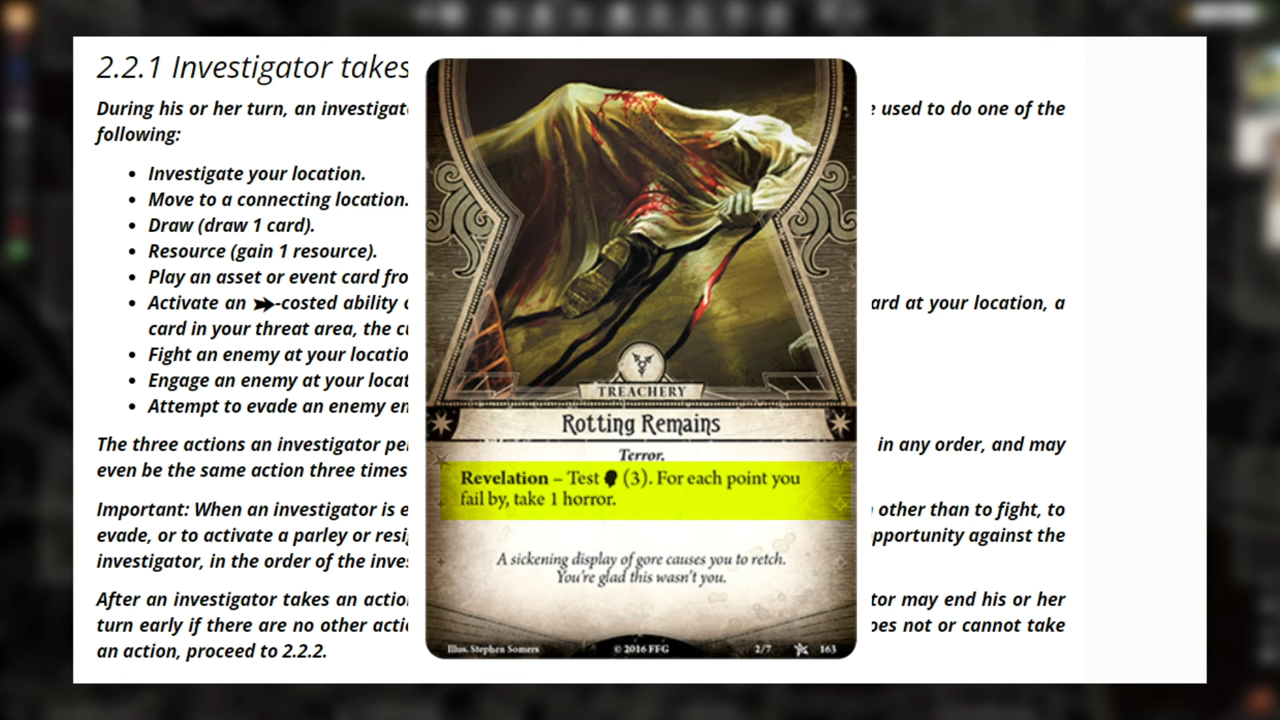 2.2.1 Investigator takes
During his or her turn, an investigat
e used to do one of the
following:
• Investigate your location.
• Move to a connecting location.
• Draw (draw 1 card).
• Resource (gain 1 resource).
• Play an asset or event card fro
• Activate an -costed ability
ard at your location, a
card in your threat area, the
• Fight an enemy at your locatio
• Engage an enemy at your locat
• Attempt to evade an enemy en
The three actions an investigator pe
in any order, and may
even be the same action three times
Important: When an investigator is e
other than to fight, to
evade, or to activate a parley or resi
pportunity against the
investigator, in the order of the inve
After an investigator takes an actio
tor may end his or her
turn early if there are no other acti
oes not or cannot take
an action, proceed to 2.2.2.
TREACHERY
Rotting Remains
Terror.
Revelation – Test (3). For each point you
fail by, take 1 horror.
A sickening display of gore causes you to retch.
You're glad this wasn't you.
Illus. Stephen Somers © 2016 FFG 2/7 163